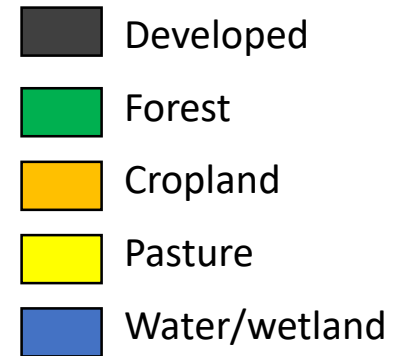 Developed
Forest
Cropland
Pasture
Water/wetland